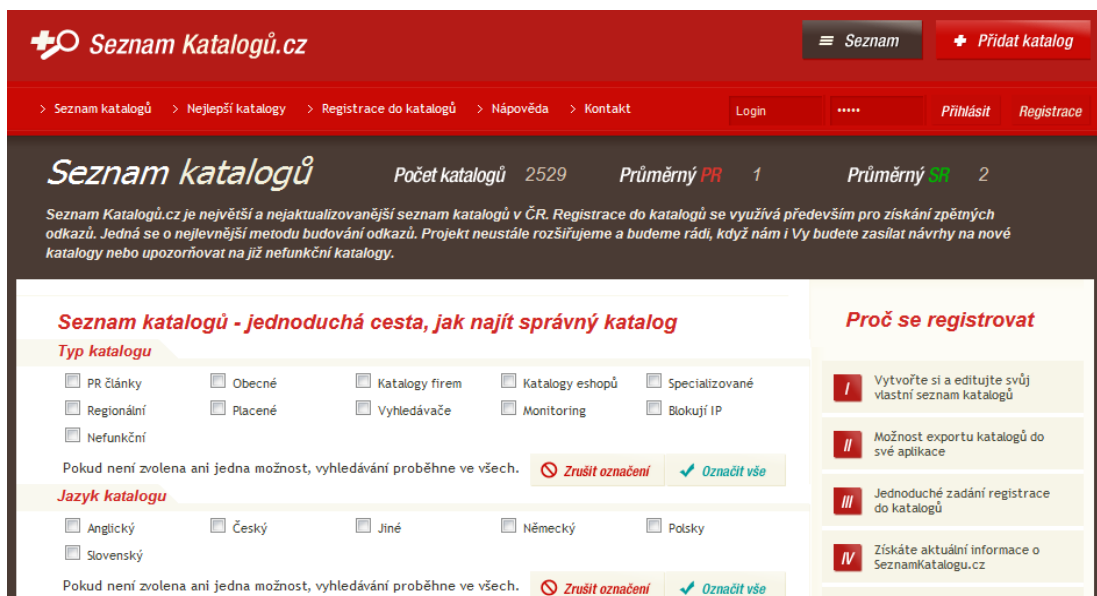 Seznam Katalogů.cz
Seznam
Přidat katalog
Seznam katalogů
Nejlepší katalogy
Registrace do katalogů
Nápověda
Kontakt
Login
•••••
Přihlásit
Registrace
Seznam katalogů
Počet katalogů 2529
Průměrný PR 1
Průměrný SR 2
Seznam Katalogů.cz je největší a nejaktualizovanější seznam katalogů v ČR. Registrace do katalogů se využívá především pro získání zpětných
odkazů. Jedná se o nejlevnější metodu budování odkazů. Projekt neustále rozšiřujeme a budeme rádi, když nám i Vy budete zasílat návrhy na nové
katalogy nebo upozorňovat na již nefunkční katalogy.
Seznam katalogů - jednoduchá cesta, jak najít správný katalog
Typ katalogu
PR články
Obecné
Katalogy firem
Katalogy eshopů
Specializované
Regionální
Placené
Vyhledávače
Monitoring
Blokují IP
Nefunkční
Pokud není zvolena ani jedna možnost, vyhledávání proběhne ve všech.
Zrušit označení
Označit vše
Jazyk katalogu
Anglický
Český
Jiné
Německý
Polsky
Slovenský
Pokud není zvolena ani jedna možnost, vyhledávání proběhne ve všech.
Zrušit označení
Označit vše
Proč se registrovat
I
Vytvořte si a editujte svůj
vlastní seznam katalogů
II
Možnost exportu katalogů do
své aplikace
III
Jednoduché zadání registrace
do katalogů
IV
Získáte aktuální informace o
SeznamKatalogu.cz